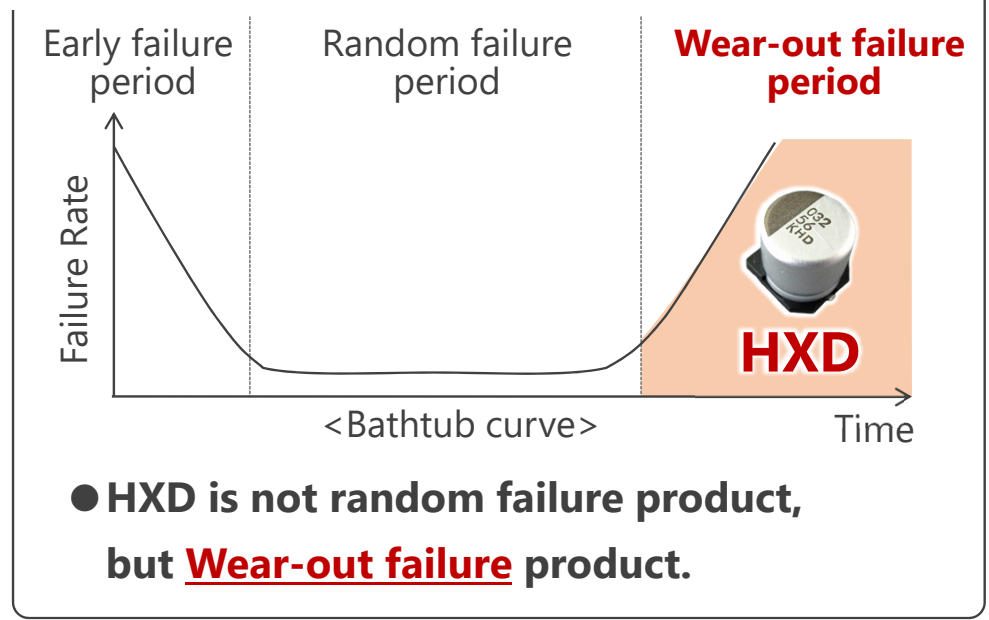 Early failure
period
Random failure
period
Wear-out failure
period
Failure Rate
032
56
KHD
HXD
<Bathtub curve>
Time
●HXD is not random failure product,
but Wear-out failure product.